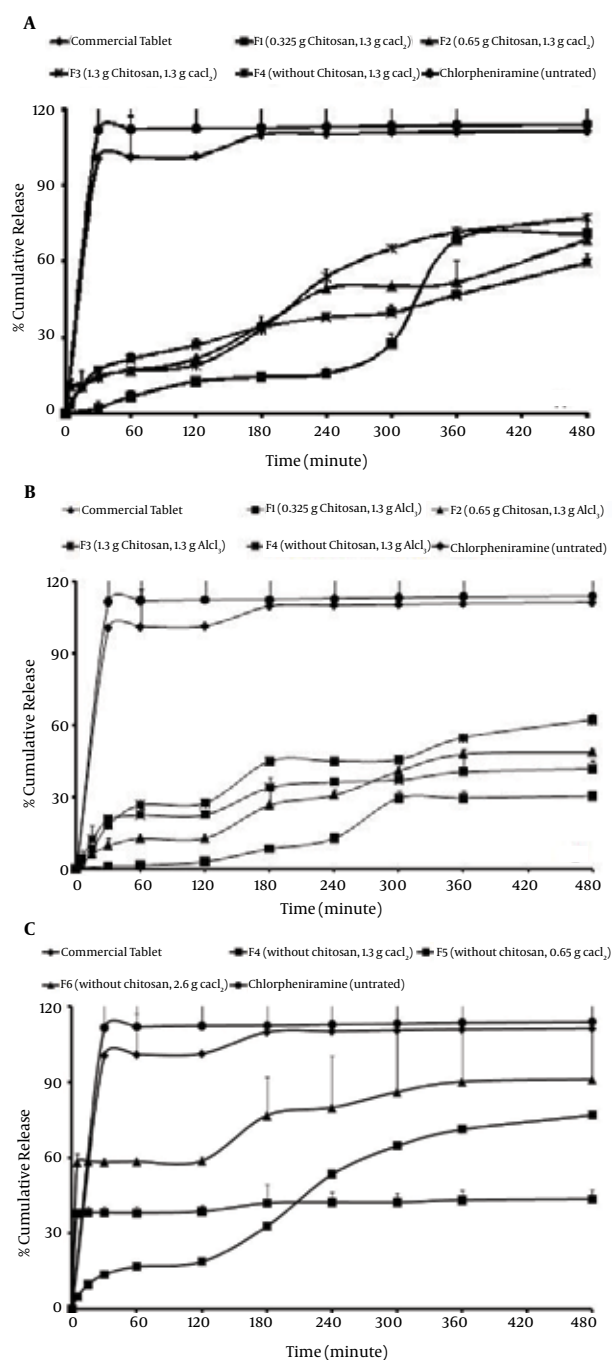 A
Commercial Tablet F1 (0.325 g Chitosan, 1.3 g cacl2) F2 (0.65 g Chitosan, 1.3 g cacl2)
F3 (1.3 g Chitosan, 1.3 g cacl2) F4 (without Chitosan, 1.3 g cacl2) Chlorpheniramine (untrated)
% Cumulative Release
120
90
60
30
0
0 60 120 180 240 300 360 420 480
Time (minute)
B
Commercial Tablet F1 (0.325 g Chitosan, 1.3 g Alcl3) F2 (0.65 g Chitosan, 1.3 g Alcl3)
F3 (1.3 g Chitosan, 1.3 g Alcl3) F4 (without Chitosan, 1.3 g Alcl3) Chlorpheniramine (untrated)
% Cumulative Release
120
90
60
30
0
0 60 120 180 240 300 360 420 480
Time (minute)
C
Commercial Tablet F4 (without chitosan, 1.3 g cacl2) F5 (without chitosan, 0.65 g cacl2)
F6 (without chitosan, 2.6 g cacl2) Chlorpheniramine (untrated)
% Cumulative Release
120
90
60
30
0
0 60 120 180 240 300 360 420 480
Time (minute)